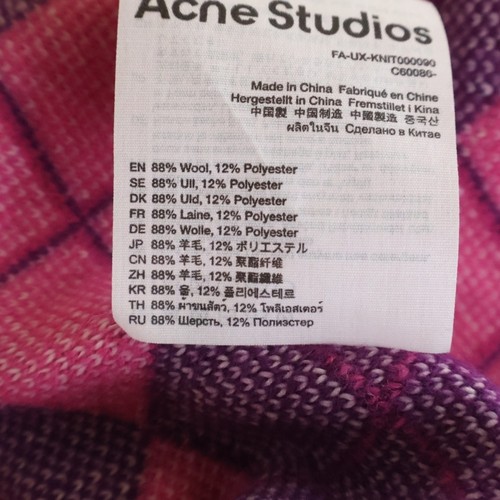 Acne Studios
FA-UX-KNIT000090
C60086-
Made in China Fabriqué en Chine
Hergestellt in China Fremstillet i Kina
中国製 中国制造 中國製造 중국산
ผลิตในจีน Сделано в Китае
EN 88% Wool, 12% Polyester
SE 88% Ull, 12% Polyester
DK 88% Uld, 12% Polyester
FR 88% Laine, 12% Polyester
DE 88% Wolle, 12% Polyester
JP 88% 羊毛, 12% ポリエステル
CN 88% 羊毛, 12% 聚酯纤维
ZH 88% 羊毛, 12% 聚酯纖維
KR 88% 울, 12% 폴리에스테르
TH 88% ผ้าขนสัตว์, 12% โพลิเอสเตอร์
RU 88% Шерсть, 12% Полиэстер